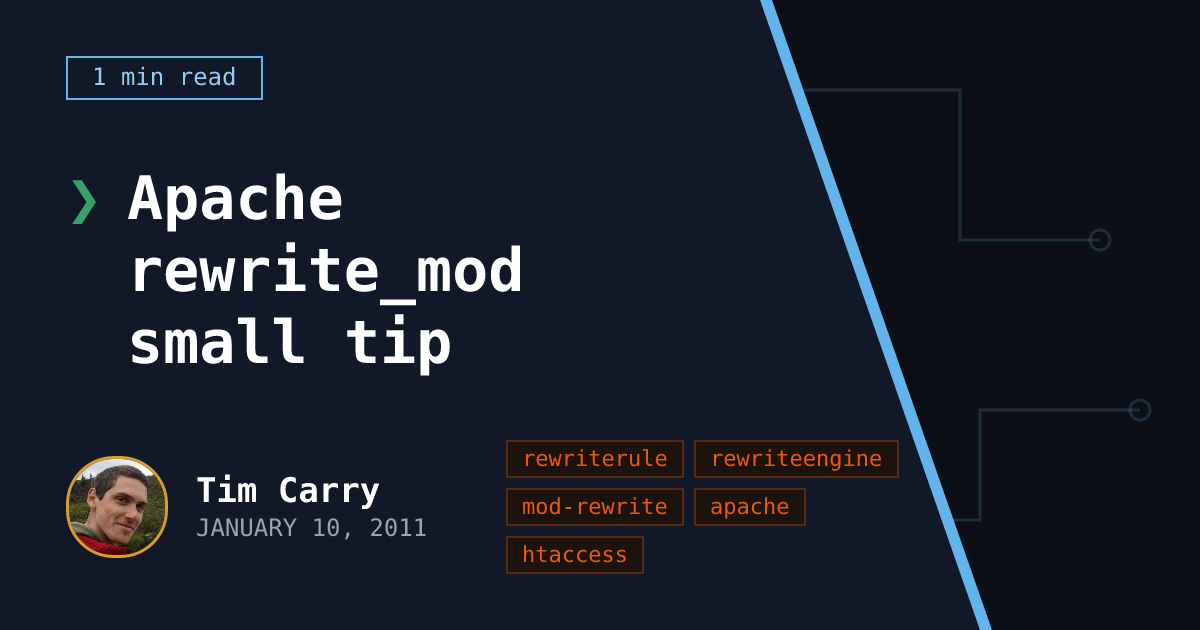 1 min read
❯ Apache
rewrite_mod
small tip
Tim Carry
JANUARY 10, 2011
rewriterule rewriteengine
mod-rewrite apache
htaccess